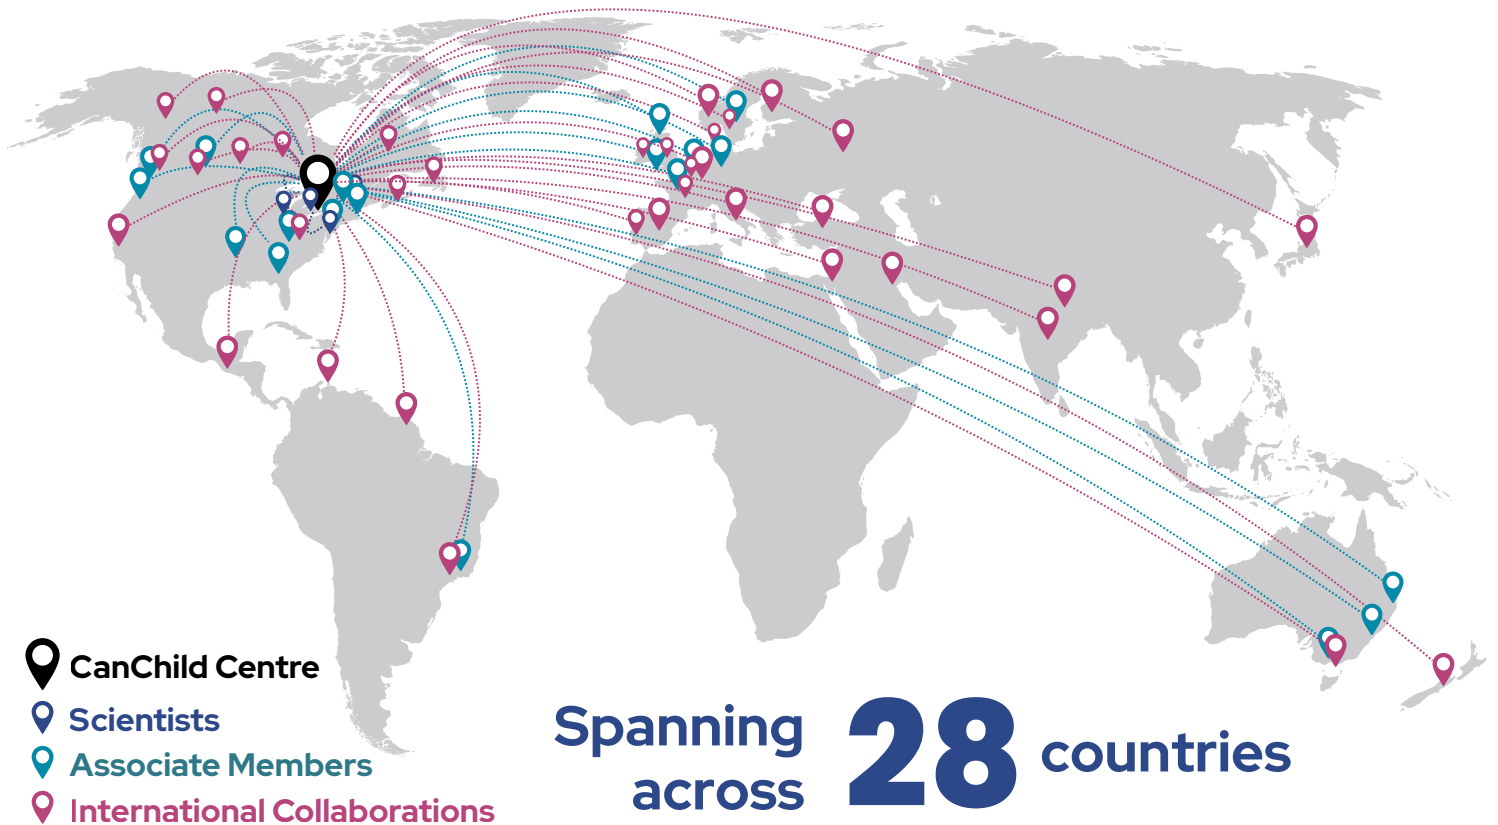 CanChild Centre
Scientists
Associate Members
International Collaborations
Spanning
across
28
countries